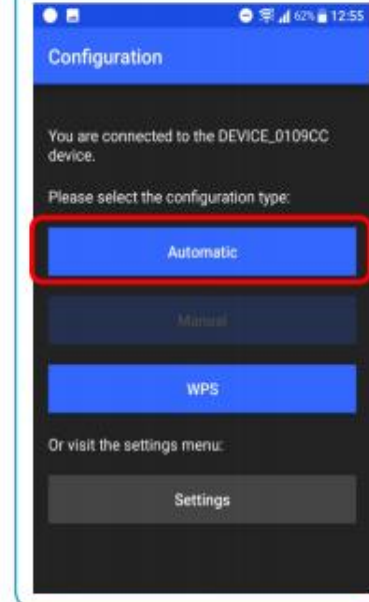 62% 12:55
Configuration
You are connected to the DEVICE_0109CC
device.
Please select the configuration type:
Automatic
Manual
WPS
Or visit the settings menu:
Settings